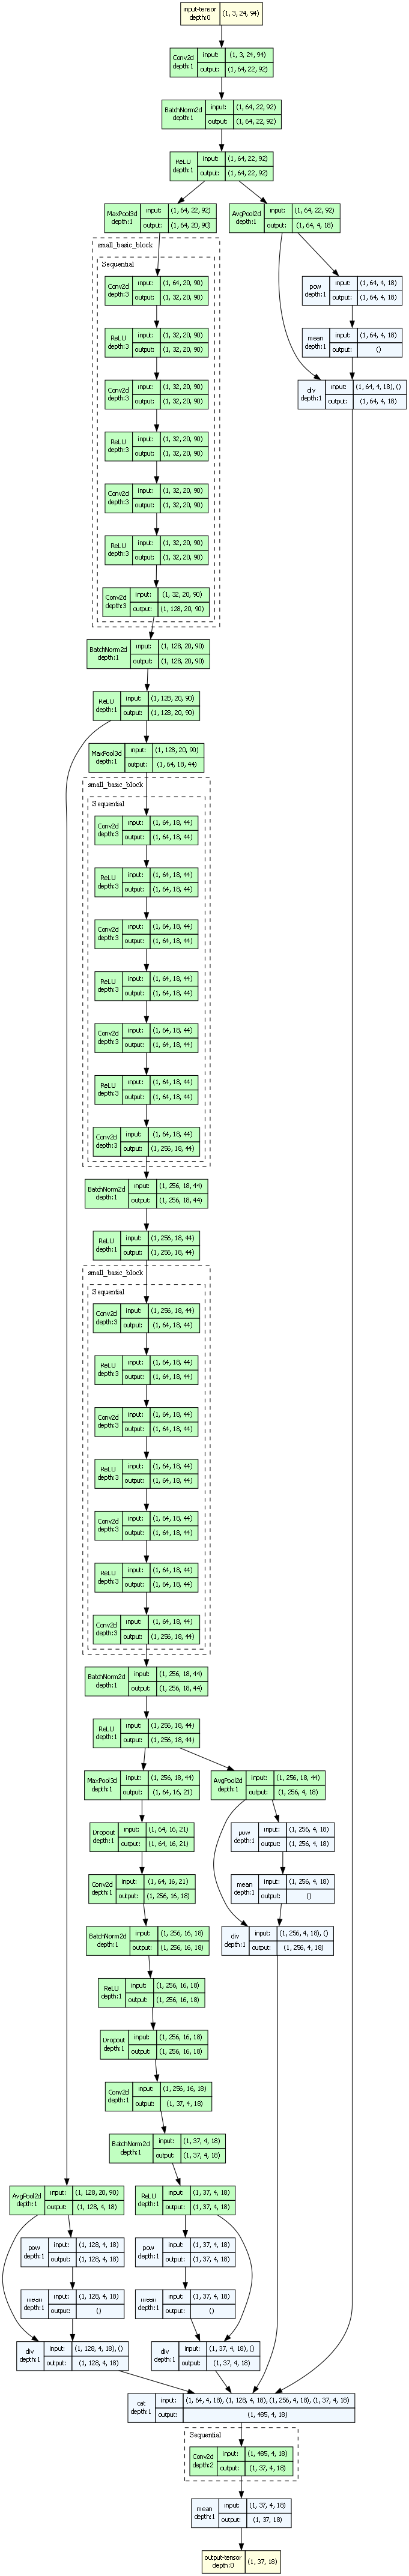 input-tensor
depth:0
(1, 3, 24, 94)
Conv2d
depth:1
input: (1, 3, 24, 94)
output: (1, 64, 22, 92)
BatchNorm2d
depth:1
input: (1, 64, 22, 92)
output: (1, 64, 22, 92)
ReLU
depth:1
input: (1, 64, 22, 92)
output: (1, 64, 22, 92)
MaxPool3d
depth:1
input: (1, 64, 22, 92)
output: (1, 64, 20, 90)
AvgPool2d
depth:1
input: (1, 64, 22, 92)
output: (1, 64, 4, 18)
small_basic_block
Sequential
Conv2d
depth:3
input: (1, 64, 20, 90)
output: (1, 32, 20, 90)
pow
depth:1
input: (1, 64, 4, 18)
output: (1, 64, 4, 18)
ReLU
depth:3
input: (1, 32, 20, 90)
output: (1, 32, 20, 90)
mean
depth:1
input: (1, 64, 4, 18)
output: ()
Conv2d
depth:3
input: (1, 32, 20, 90)
output: (1, 32, 20, 90)
div
depth:1
input: (1, 64, 4, 18), ()
output: (1, 64, 4, 18)
ReLU
depth:3
input: (1, 32, 20, 90)
output: (1, 32, 20, 90)
Conv2d
depth:3
input: (1, 32, 20, 90)
output: (1, 32, 20, 90)
ReLU
depth:3
input: (1, 32, 20, 90)
output: (1, 32, 20, 90)
Conv2d
depth:3
input: (1, 32, 20, 90)
output: (1, 128, 20, 90)
BatchNorm2d
depth:1
input: (1, 128, 20, 90)
output: (1, 128, 20, 90)
ReLU
depth:1
input: (1, 128, 20, 90)
output: (1, 128, 20, 90)
MaxPool3d
depth:1
input: (1, 128, 20, 90)
output: (1, 64, 18, 44)
small_basic_block
Sequential
Conv2d
depth:3
input: (1, 64, 18, 44)
output: (1, 64, 18, 44)
ReLU
depth:3
input: (1, 64, 18, 44)
output: (1, 64, 18, 44)
Conv2d
depth:3
input: (1, 64, 18, 44)
output: (1, 64, 18, 44)
ReLU
depth:3
input: (1, 64, 18, 44)
output: (1, 64, 18, 44)
Conv2d
depth:3
input: (1, 64, 18, 44)
output: (1, 64, 18, 44)
ReLU
depth:3
input: (1, 64, 18, 44)
output: (1, 64, 18, 44)
Conv2d
depth:3
input: (1, 64, 18, 44)
output: (1, 256, 18, 44)
BatchNorm2d
depth:1
input: (1, 256, 18, 44)
output: (1, 256, 18, 44)
ReLU
depth:1
input: (1, 256, 18, 44)
output: (1, 256, 18, 44)
small_basic_block
Sequential
Conv2d
depth:3
input: (1, 256, 18, 44)
output: (1, 64, 18, 44)
ReLU
depth:3
input: (1, 64, 18, 44)
output: (1, 64, 18, 44)
Conv2d
depth:3
input: (1, 64, 18, 44)
output: (1, 64, 18, 44)
ReLU
depth:3
input: (1, 64, 18, 44)
output: (1, 64, 18, 44)
Conv2d
depth:3
input: (1, 64, 18, 44)
output: (1, 64, 18, 44)
ReLU
depth:3
input: (1, 64, 18, 44)
output: (1, 64, 18, 44)
Conv2d
depth:3
input: (1, 64, 18, 44)
output: (1, 256, 18, 44)
BatchNorm2d
depth:1
input: (1, 256, 18, 44)
output: (1, 256, 18, 44)
ReLU
depth:1
input: (1, 256, 18, 44)
output: (1, 256, 18, 44)
MaxPool3d
depth:1
input: (1, 256, 18, 44)
output: (1, 64, 16, 21)
AvgPool2d
depth:1
input: (1, 256, 18, 44)
output: (1, 256, 4, 18)
Dropout
depth:1
input: (1, 64, 16, 21)
output: (1, 64, 16, 21)
pow
depth:1
input: (1, 256, 4, 18)
output: (1, 256, 4, 18)
Conv2d
depth:1
input: (1, 64, 16, 21)
output: (1, 256, 16, 18)
mean
depth:1
input: (1, 256, 4, 18)
output: ()
BatchNorm2d
depth:1
input: (1, 256, 16, 18)
output: (1, 256, 16, 18)
div
depth:1
input: (1, 256, 4, 18), ()
output: (1, 256, 4, 18)
ReLU
depth:1
input: (1, 256, 16, 18)
output: (1, 256, 16, 18)
Dropout
depth:1
input: (1, 256, 16, 18)
output: (1, 256, 16, 18)
Conv2d
depth:1
input: (1, 256, 16, 18)
output: (1, 37, 4, 18)
BatchNorm2d
depth:1
input: (1, 37, 4, 18)
output: (1, 37, 4, 18)
AvgPool2d
depth:1
input: (1, 128, 20, 90)
output: (1, 128, 4, 18)
ReLU
depth:1
input: (1, 37, 4, 18)
output: (1, 37, 4, 18)
pow
depth:1
input: (1, 128, 4, 18)
output: (1, 128, 4, 18)
pow
depth:1
input: (1, 37, 4, 18)
output: (1, 37, 4, 18)
mean
depth:1
input: (1, 128, 4, 18)
output: ()
mean
depth:1
input: (1, 37, 4, 18)
output: ()
div
depth:1
input: (1, 128, 4, 18), ()
output: (1, 128, 4, 18)
div
depth:1
input: (1, 37, 4, 18), ()
output: (1, 37, 4, 18)
cat
depth:1
input: (1, 64, 4, 18), (1, 128, 4, 18), (1, 256, 4, 18), (1, 37, 4, 18)
output: (1, 485, 4, 18)
Sequential
Conv2d
depth:2
input: (1, 485, 4, 18)
output: (1, 37, 4, 18)
mean
depth:1
input: (1, 37, 4, 18)
output: (1, 37, 18)
output-tensor
depth:0
(1, 37, 18)